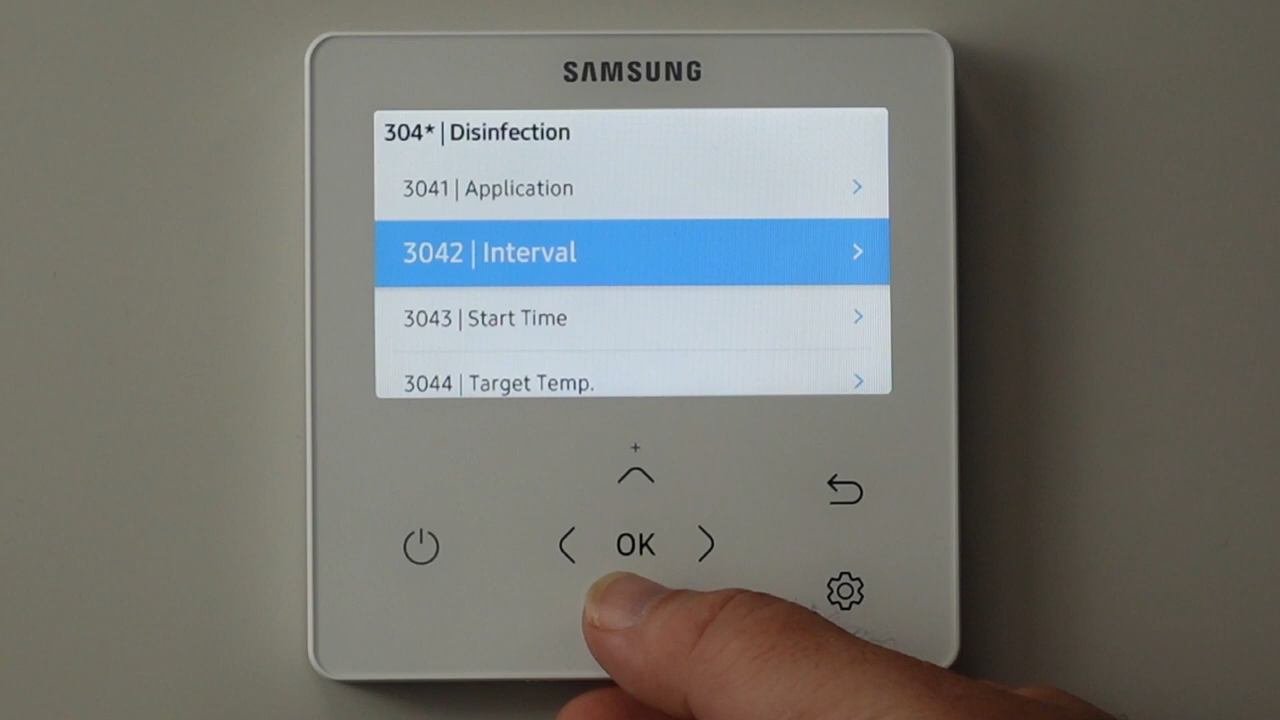 SAMSUNG
304* | Disinfection
3041 | Application
3042 | Interval
3043 | Start Time
3044 | Target Temp.
+
OK